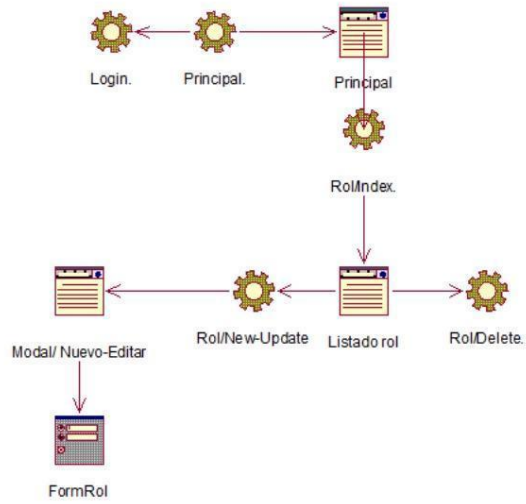 Login.
Principal.
Principal
Rol/Index.
Modal/ Nuevo-Editar
Rol/New-Update
Listado rol
Rol/Delete.
FormRol